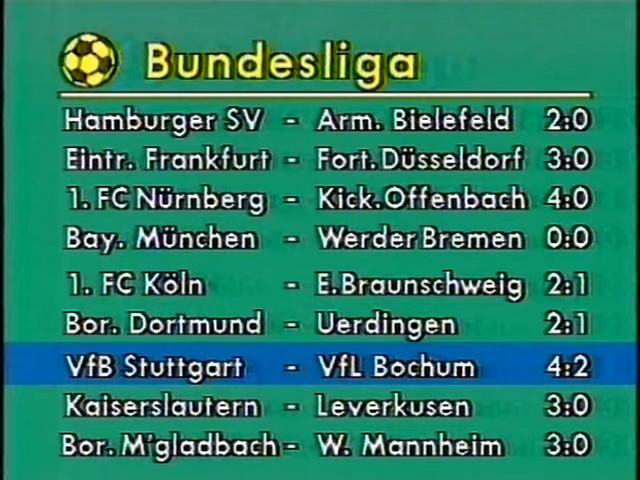 Bundesliga
Hamburger SV - Arm. Bielefeld 2:0
Eintr. Frankfurt - Fort.Düsseldorf 3:0
1. FC Nürnberg - Kick.Offenbach 4:0
Bay. München - Werder Bremen 0:0
1. FC Köln - E.Braunschweig 2:1
Bor. Dortmund - Uerdingen 2:1
VfB Stuttgart - VfL Bochum 4:2
Kaiserslautern - Leverkusen 3:0
Bor. M'gladbach - W. Mannheim 3:0